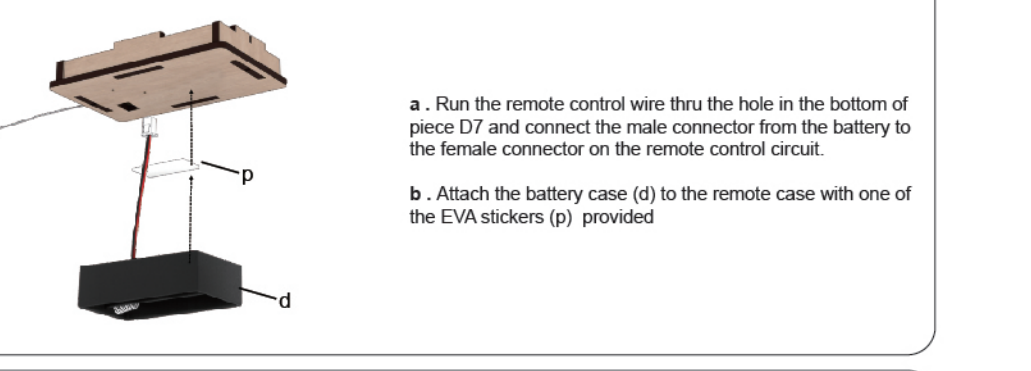 a . Run the remote control wire thru the hole in the bottom of
piece D7 and connect the male connector from the battery to
the female connector on the remote control circuit.
p
b . Attach the battery case (d) to the remote case with one of
the EVA stickers (p) provided
d